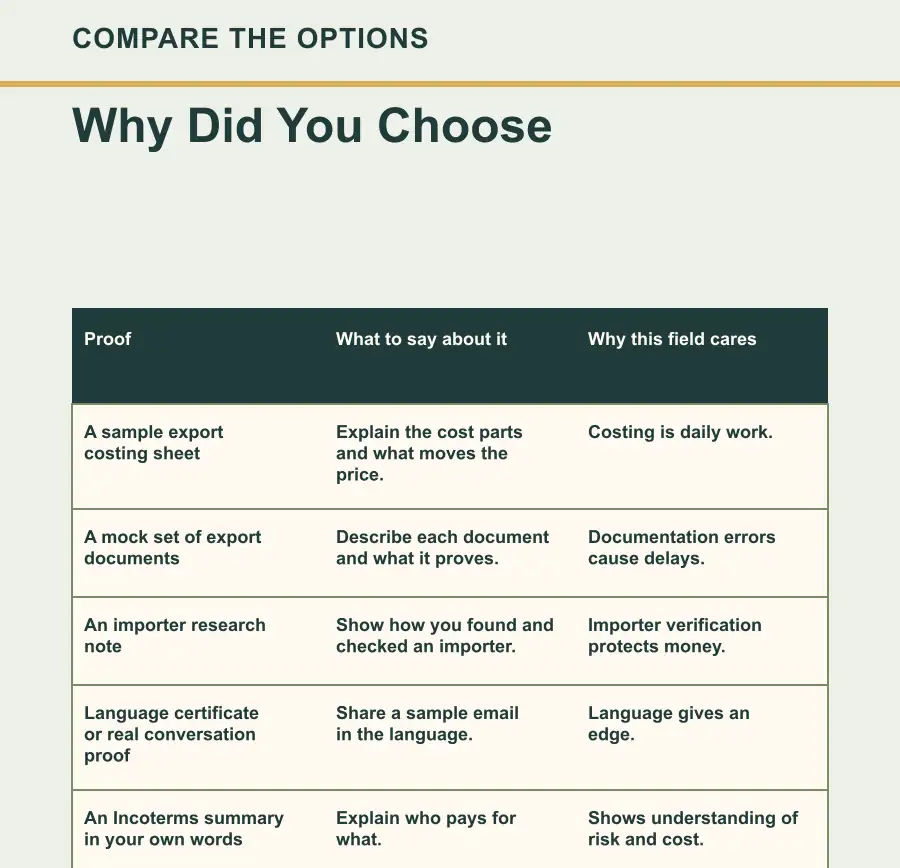 COMPARE THE OPTIONS
Why Did You Choose
Proof
What to say about it
Why this field cares
A sample export
costing sheet
Explain the cost parts
and what moves the
price.
Costing is daily work.
A mock set of export
documents
Describe each document
and what it proves.
Documentation errors
cause delays.
An importer research
note
Show how you found and
checked an importer.
Importer verification
protects money.
Language certificate
or real conversation
proof
Share a sample email
in the language.
Language gives an
edge.
An Incoterms summary
in your own words
Explain who pays for
what.
Shows understanding of
risk and cost.